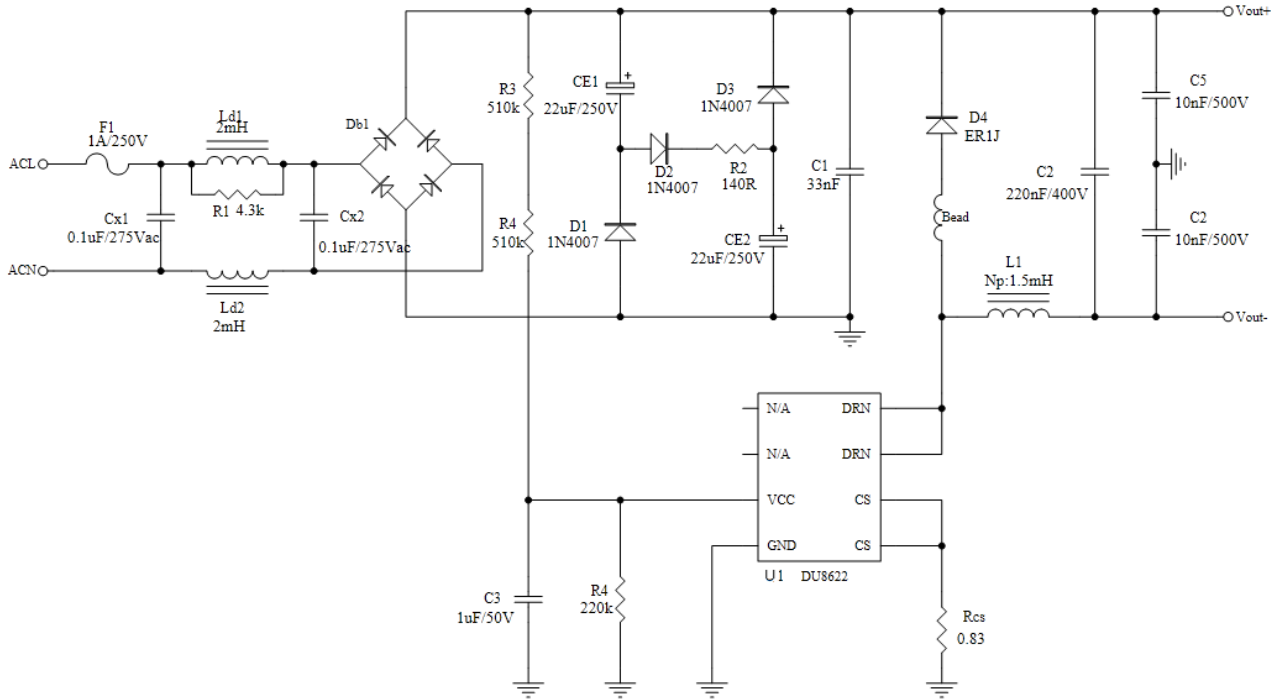 Vout+
CE1
22uF/250V
R3
510k
D3
1N4007
C5
10nF/500V
F1
1A/250V
Ld1
2mH
Db1
D4
ER1J
ACL
D2
1N4007
R2
140R
C1
33nF
C2
220nF/400V
R1 4.3k
Cx1
0.1uF/275Vac
Cx2
0.1uF/275Vac
R4
510k
D1
1N4007
CE2
22uF/250V
Bead
C2
10nF/500V
ACN
L1
Np:1.5mH
Ld2
2mH
Vout-
N/A DRN
N/A DRN
VCC CS
GND CS
U1 DU8622
C3
1uF/50V
R4
220k
Rcs
0.83